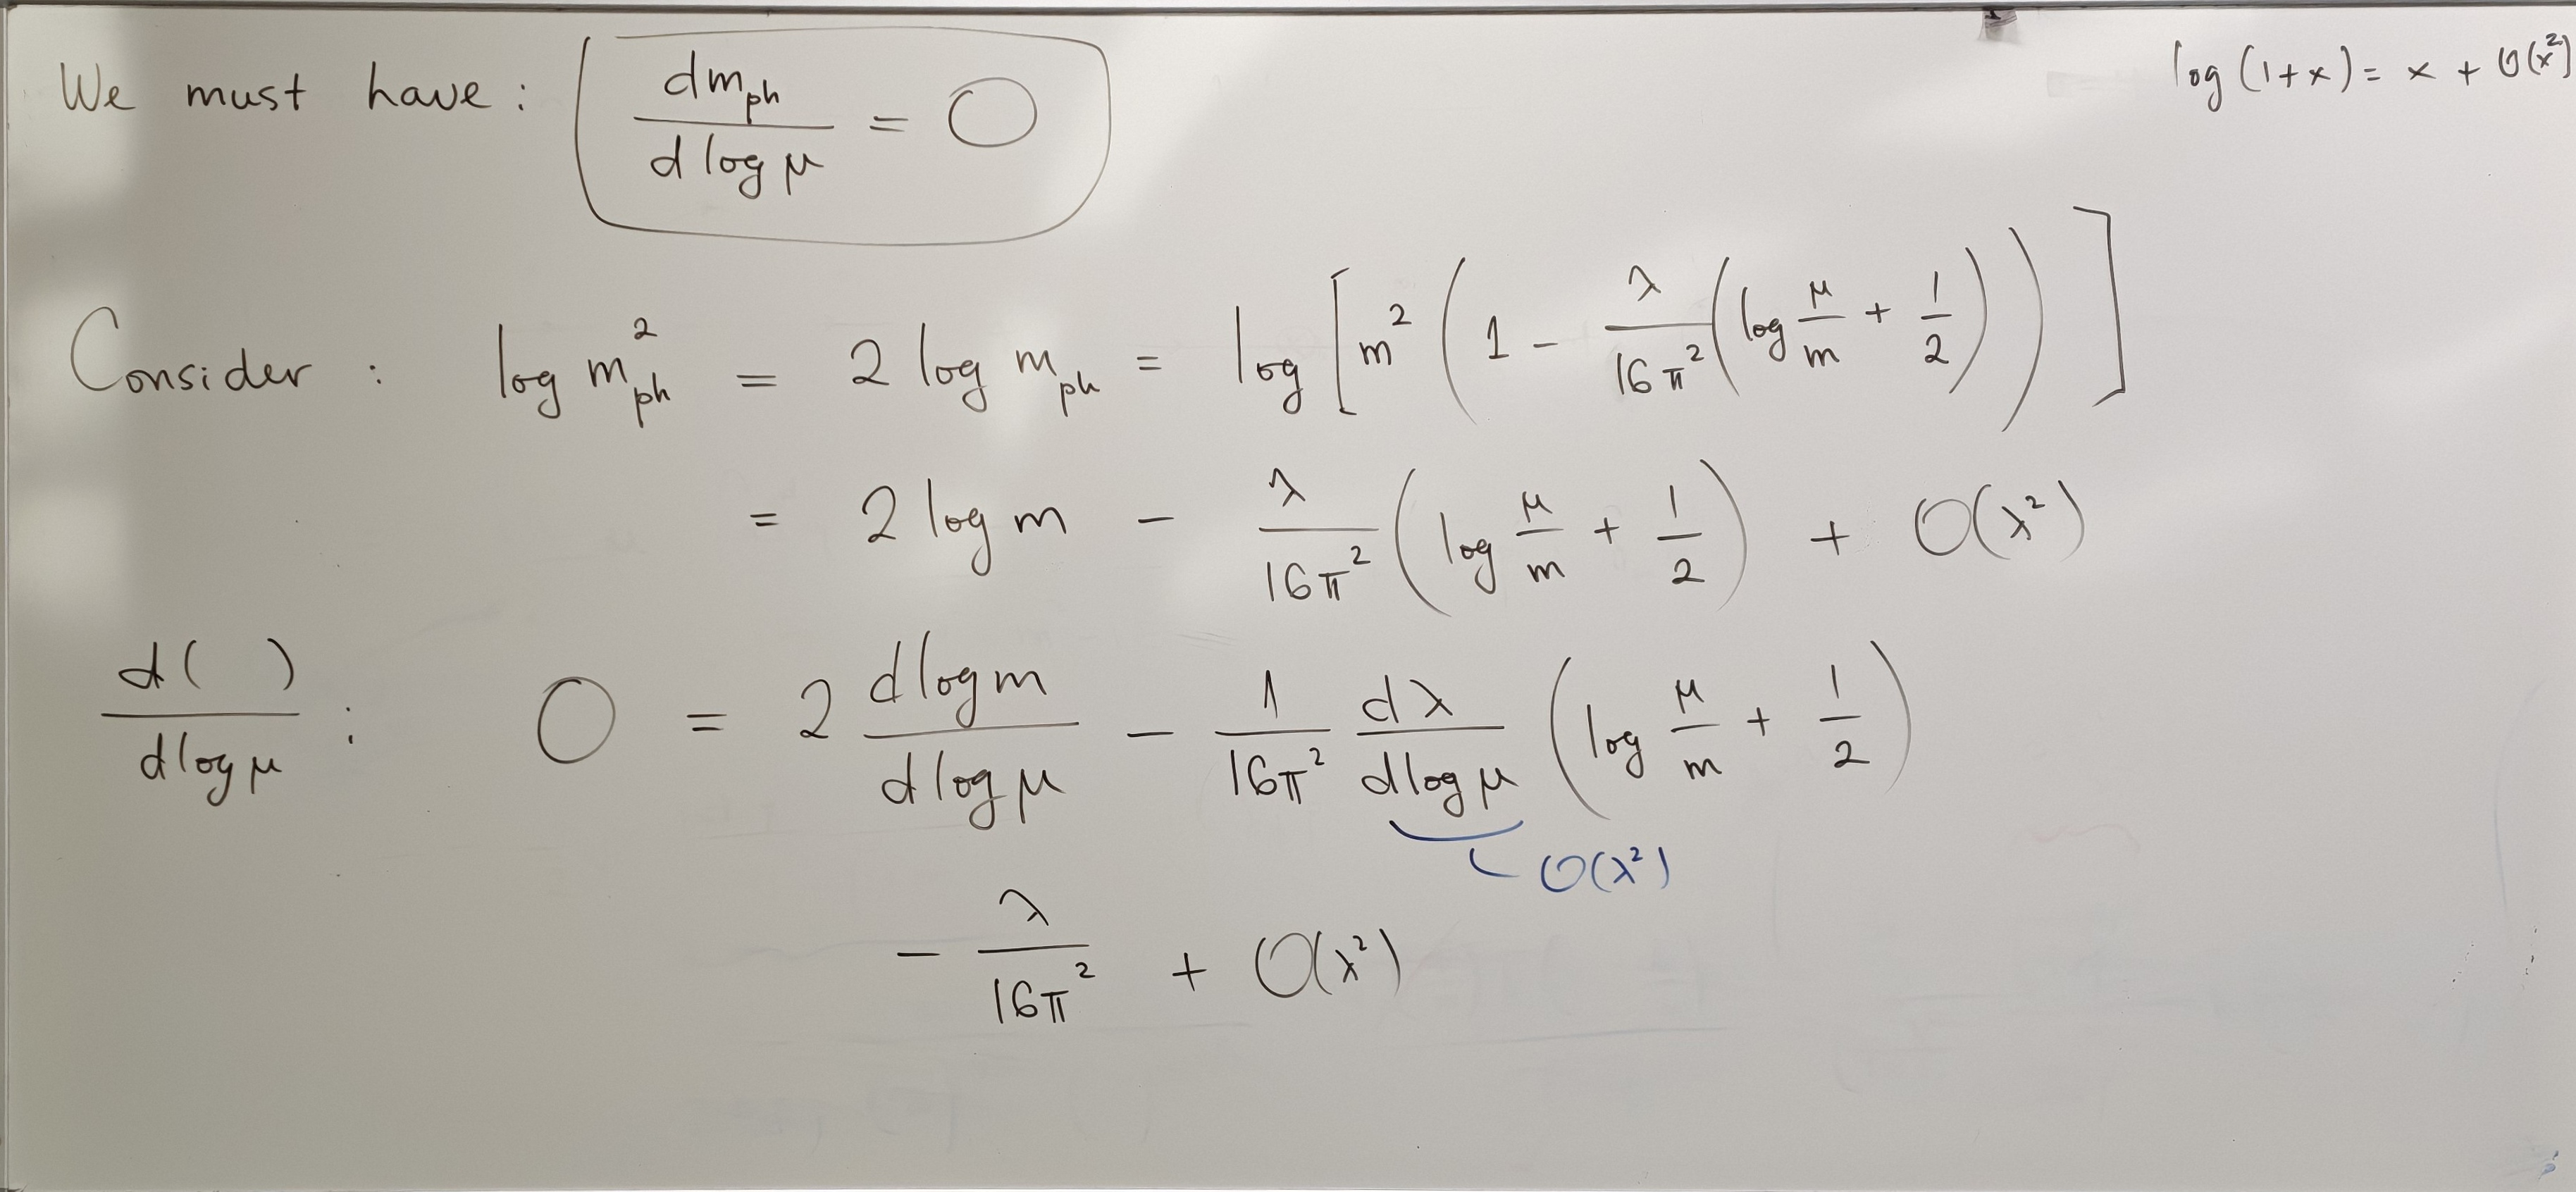 We must have : dm_ph / d log μ = 0
log (1+x) = x + O(x²)
Consider : log m²_ph = 2 log m_ph = log [ m² ( 1 − λ/16π² ( log μ/m + 1/2 ) ) ]
= 2 log m − λ/16π² ( log μ/m + 1/2 ) + O(λ²)
d( ) / d log μ : 0 = 2 d log m / d log μ − 1/16π² dλ / d log μ ( log μ/m + 1/2 )
O(λ²)
− λ/16π² + O(λ²)